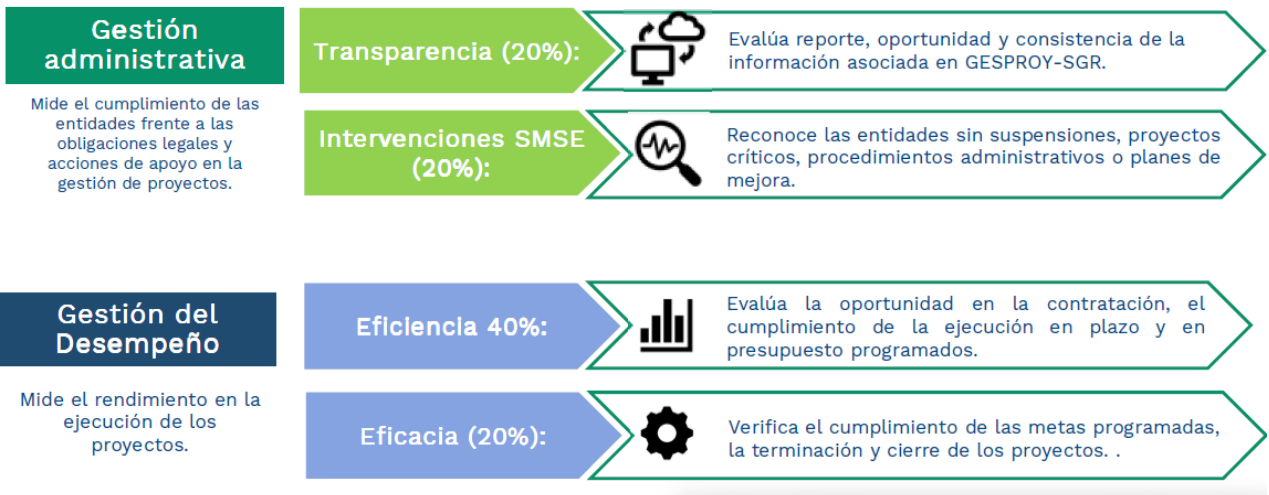 Gestión
administrativa
Mide el cumplimiento de las
entidades frente a las
obligaciones legales y
acciones de apoyo en la
gestión de proyectos.
Transparencia (20%):
Evalúa reporte, oportunidad y consistencia de la
información asociada en GESPROY-SGR.
Intervenciones SMSE
(20%):
Reconoce las entidades sin suspensiones, proyectos
críticos, procedimientos administrativos o planes de
mejora.
Gestión del
Desempeño
Mide el rendimiento en la
ejecución de los
proyectos.
Eficiencia 40%:
Evalúa la oportunidad en la contratación, el
cumplimiento de la ejecución en plazo y en
presupuesto programados.
Eficacia (20%):
Verifica el cumplimiento de las metas programadas,
la terminación y cierre de los proyectos. .